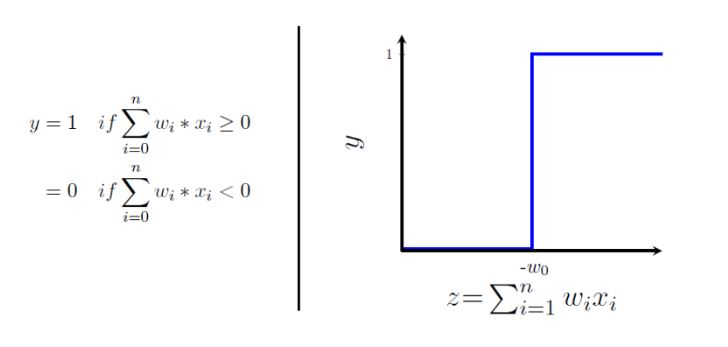 y = 1 if ∑_{i=0}^{n} w_i * x_i ≥ 0
= 0 if ∑_{i=0}^{n} w_i * x_i < 0
1
y
-w_0
z=∑_{i=1}^{n} w_i x_i